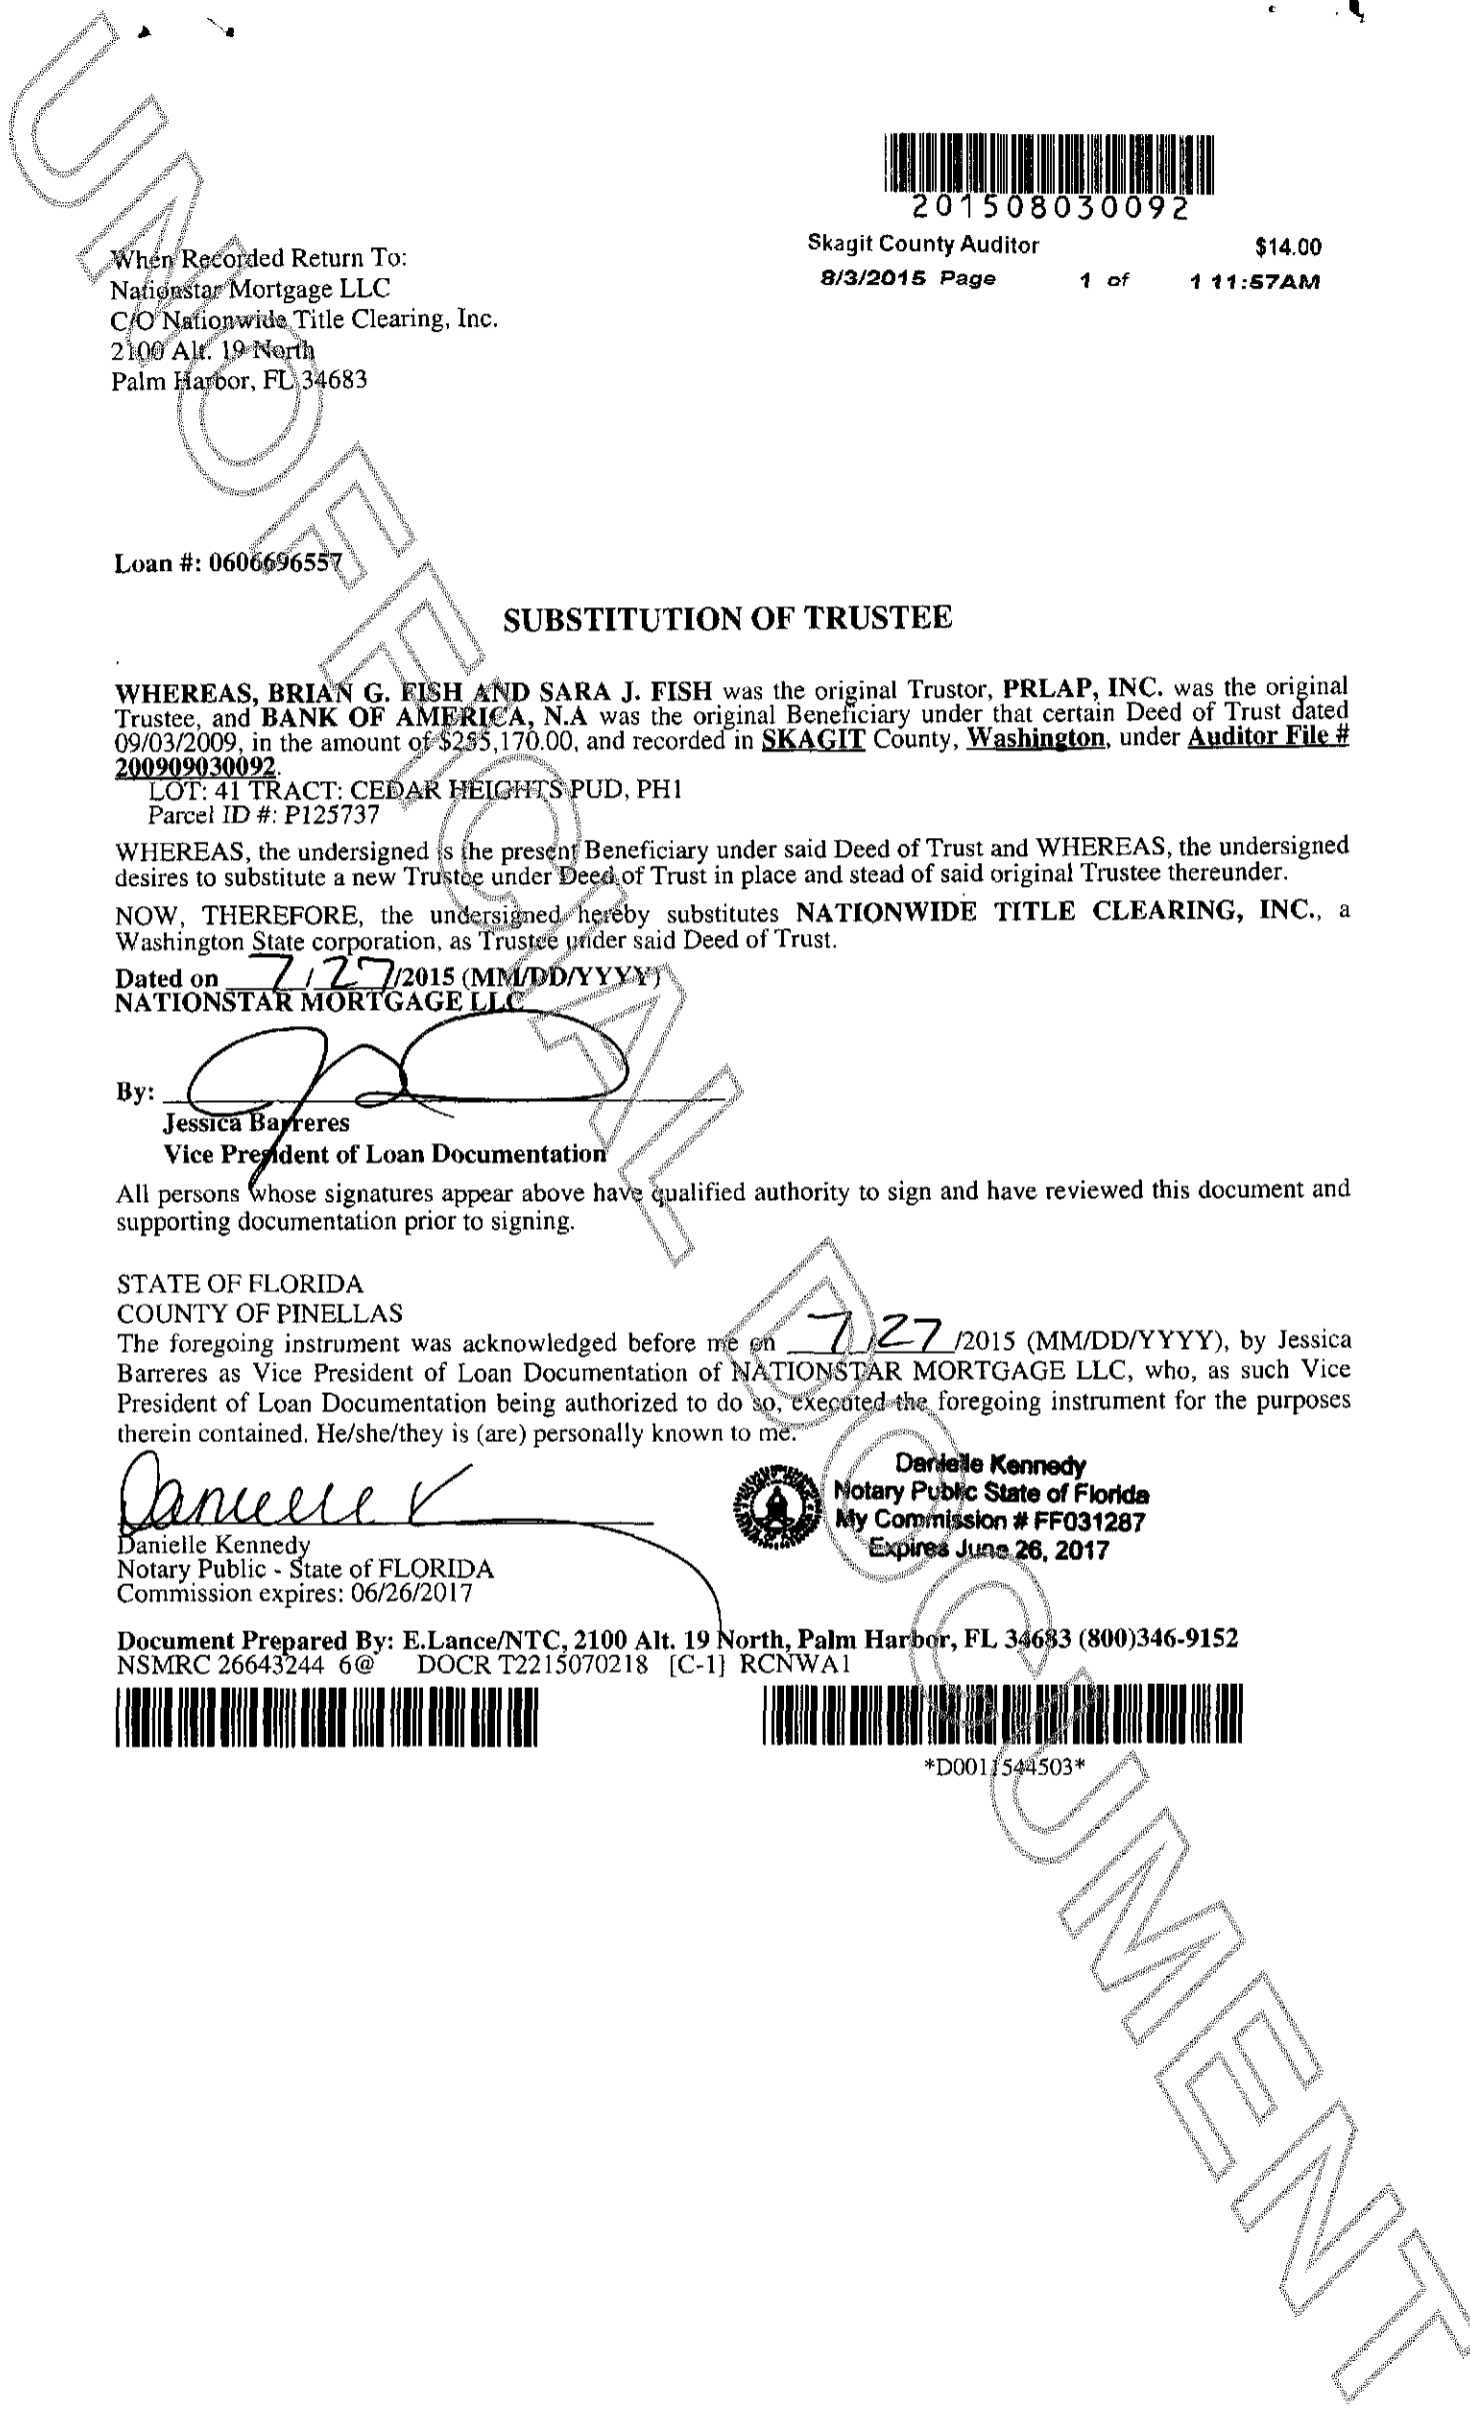 201508030092
Skagit County Auditor $14.00
8/3/2015 Page 1 of 1 11:57AM
When Recorded Return To:
Nationstar Mortgage LLC
C/O Nationwide Title Clearing, Inc.
2100 Alt. 19 North
Palm Harbor, FL 34683
Loan #: 0606696557
SUBSTITUTION OF TRUSTEE
WHEREAS, BRIAN G. FISH AND SARA J. FISH was the original Trustor, PRLAP, INC. was the original
Trustee, and BANK OF AMERICA, N.A was the original Beneficiary under that certain Deed of Trust dated
09/03/2009, in the amount of $255,170.00, and recorded in SKAGIT County, Washington, under Auditor File #
200909030092.
LOT: 41 TRACT: CEDAR HEIGHTS PUD, PH1
Parcel ID #: P125737
WHEREAS, the undersigned is the present Beneficiary under said Deed of Trust and WHEREAS, the undersigned
desires to substitute a new Trustee under Deed of Trust in place and stead of said original Trustee thereunder.
NOW, THEREFORE, the undersigned hereby substitutes NATIONWIDE TITLE CLEARING, INC., a
Washington State corporation, as Trustee under said Deed of Trust.
Dated on 7/27/2015 (MM/DD/YYYY)
NATIONSTAR MORTGAGE LLC
By:
Jessica Barreres
Vice President of Loan Documentation
All persons whose signatures appear above have qualified authority to sign and have reviewed this document and
supporting documentation prior to signing.
STATE OF FLORIDA
COUNTY OF PINELLAS
The foregoing instrument was acknowledged before me on 7/27/2015 (MM/DD/YYYY), by Jessica
Barreres as Vice President of Loan Documentation of NATIONSTAR MORTGAGE LLC, who, as such Vice
President of Loan Documentation being authorized to do so, executed the foregoing instrument for the purposes
therein contained. He/she/they is (are) personally known to me.
Danielle K
Danielle Kennedy
Notary Public - State of FLORIDA
Commission expires: 06/26/2017
Danielle Kennedy
Notary Public State of Florida
My Commission # FF031287
Expires June 26, 2017
Document Prepared By: E.Lance/NTC, 2100 Alt. 19 North, Palm Harbor, FL 34683 (800)346-9152
NSMRC 26643244 6@ DOCR T2215070218 [C-1] RCNWA1
*D0011544503*
UNOFFICIAL DOCUMENT